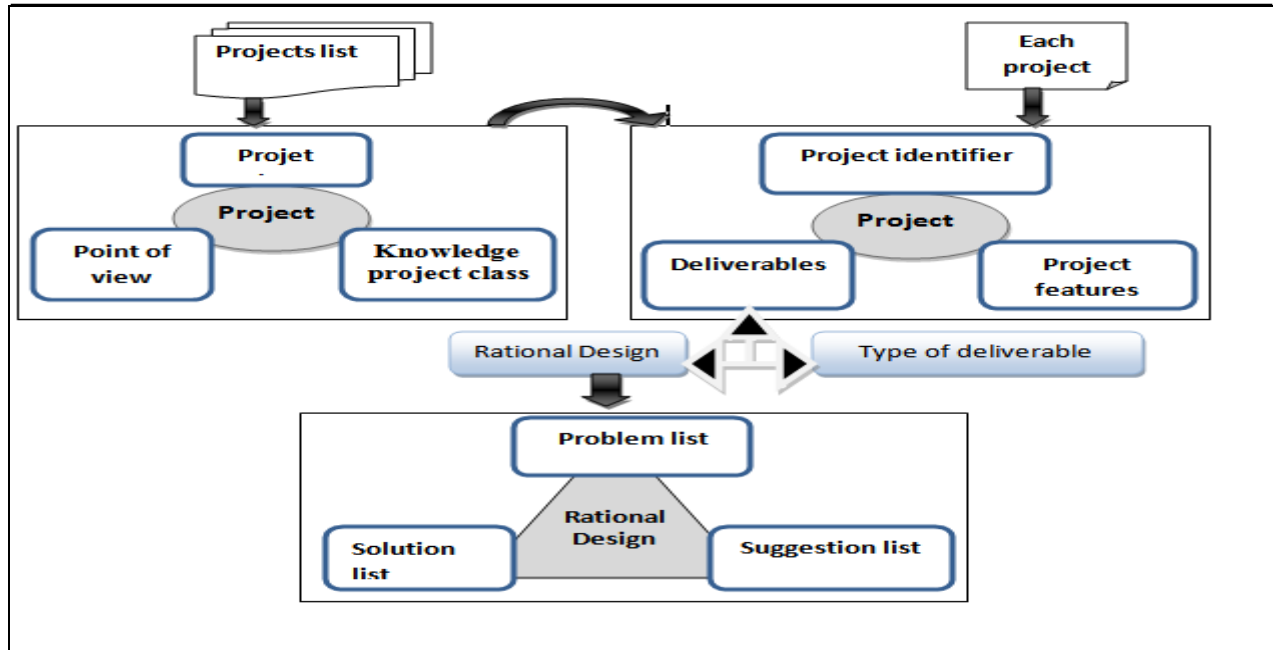 Projects list
Each
project
Projet
Project
Point of
view
Knowledge
project class
Project identifier
Project
Deliverables
Project
features
Rational Design
Type of deliverable
Problem list
Rational
Design
Solution
list
Suggestion list